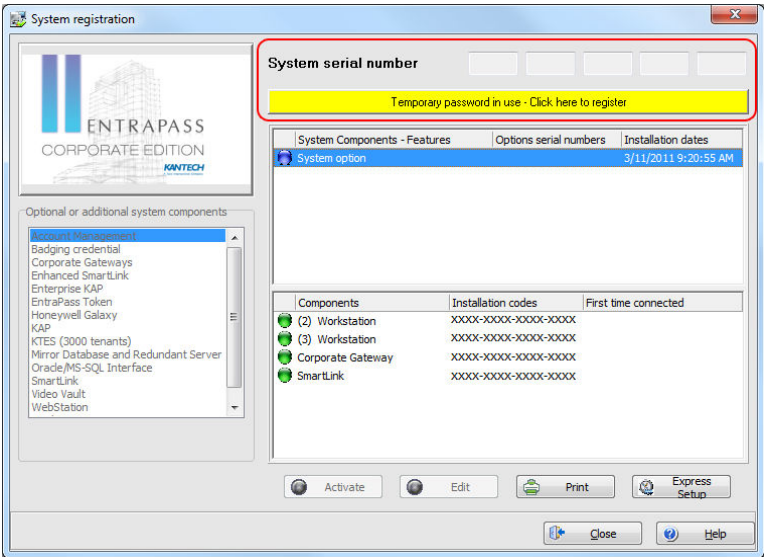 System registration
System serial number
Temporary password in use - Click here to register
ENTRAPASS
CORPORATE EDITION
KANTECH
System Components - Features Options serial numbers Installation dates
System option 3/11/2011 9:20:55 AM
Optional or additional system components
Account Management
Badging credential
Corporate Gateways
Enhanced SmartLink
Enterprise KAP
EntraPass Token
Honeywell Galaxy
KAP
KTES (3000 tenants)
Mirror Database and Redundant Server
Oracle/MS-SQL Interface
SmartLink
Video Vault
WebStation
Components Installation codes First time connected
(2) Workstation XXXX-XXXX-XXXX-XXXX
(3) Workstation XXXX-XXXX-XXXX-XXXX
Corporate Gateway XXXX-XXXX-XXXX-XXXX
SmartLink XXXX-XXXX-XXXX-XXXX
Activate Edit Print Express Setup
Close Help